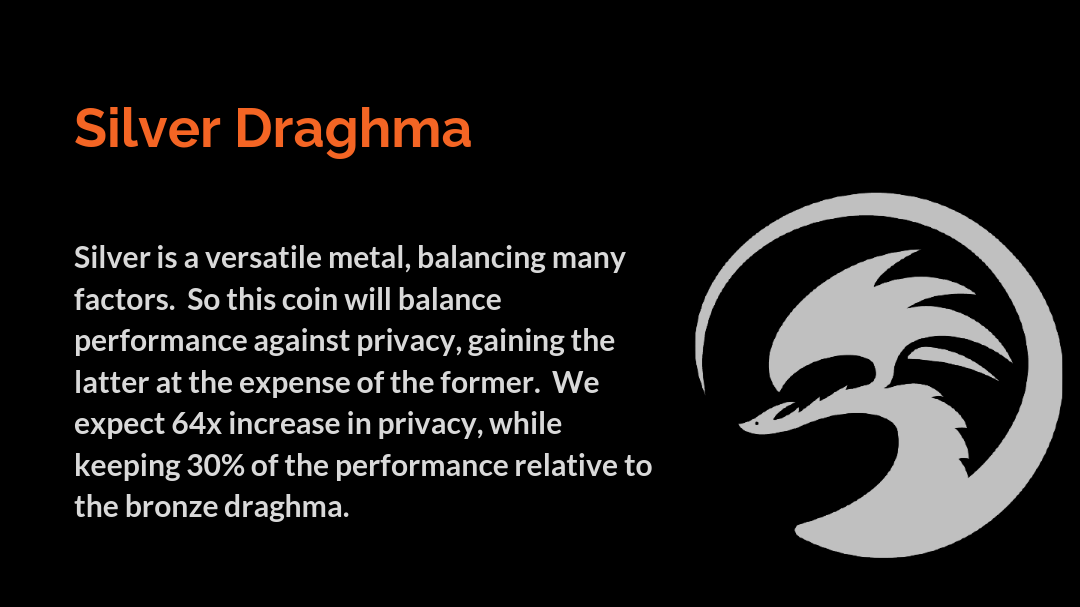 Silver Draghma
Silver is a versatile metal, balancing many
factors.  So this coin will balance
performance against privacy, gaining the
latter at the expense of the former.  We
expect 64x increase in privacy, while
keeping 30% of the performance relative to
the bronze draghma.